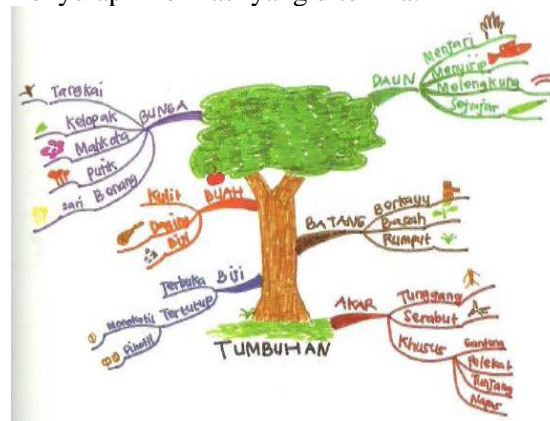 Tangkai
Kelopak
Mahkota
Putik
Sari Benang
BUNGA
DAUN
Menjari
Menyirip
Melengkung
Sejajar
BUAH
Kulit
Daging
Biji
BATANG
Berkayu
Basah
Rumput
BIJI
Terbuka
Tertutup
Monokotil
Dikotil
AKAR
Tunggang
Serabut
Khusus
Gantung
Pelekat
Tunjang
Napas
TUMBUHAN